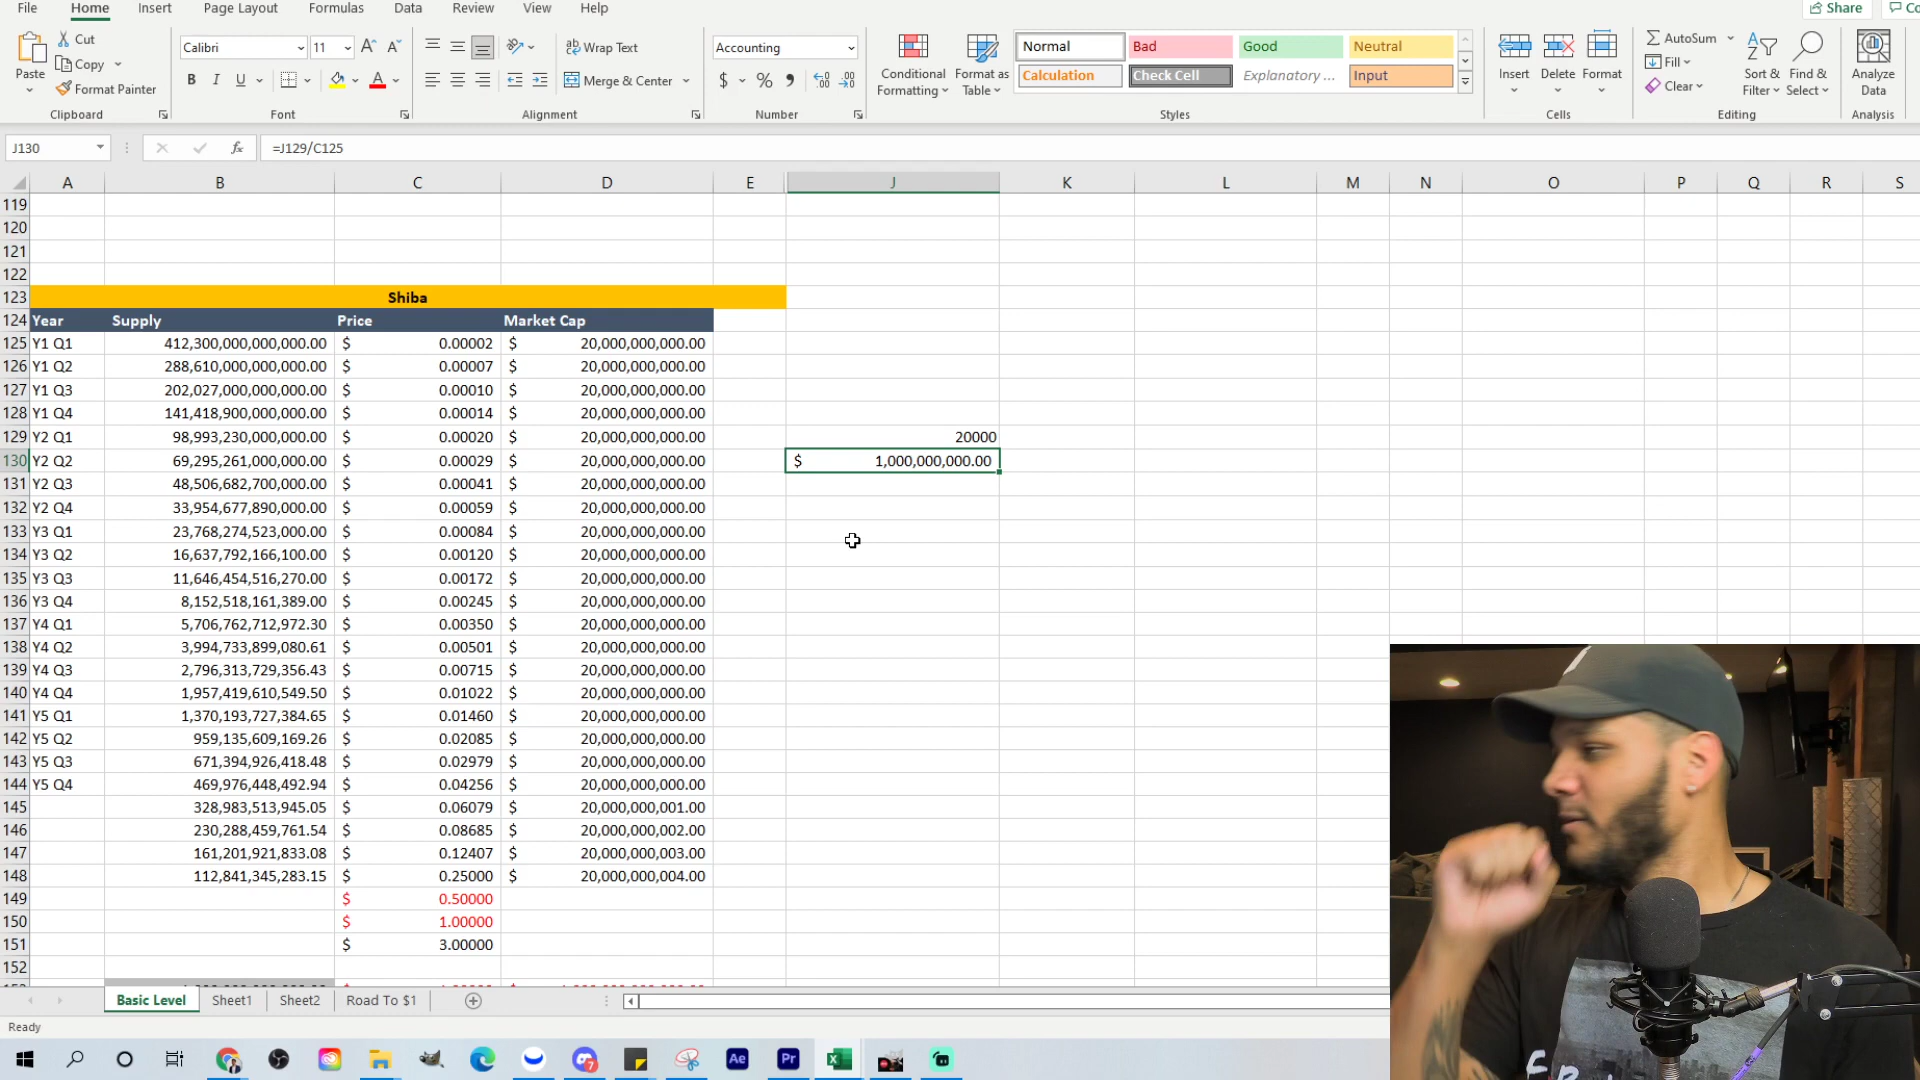 File Home Insert Page Layout Formulas Data Review View Help Share
Paste Cut Copy Format Painter Clipboard
Calibri 11 B I U Font
Wrap Text Merge & Center Alignment
Accounting $ % Number
Conditional Formatting Format as Table
Normal Bad Good Neutral
Calculation Check Cell Explanatory ... Input
Styles
Insert Delete Format Cells
AutoSum Fill Clear Sort & Filter Find & Select Editing
Analyze Data Analysis
J130 fx =J129/C125
A B C D E J K L M N O P Q R S
119
120
121
122
123 Shiba
124 Year Supply Price Market Cap
125 Y1 Q1 412,300,000,000,000.00 $ 0.00002 $ 20,000,000,000.00
126 Y1 Q2 288,610,000,000,000.00 $ 0.00007 $ 20,000,000,000.00
127 Y1 Q3 202,027,000,000,000.00 $ 0.00010 $ 20,000,000,000.00
128 Y1 Q4 141,418,900,000,000.00 $ 0.00014 $ 20,000,000,000.00
129 Y2 Q1 98,993,230,000,000.00 $ 0.00020 $ 20,000,000,000.00 20000
130 Y2 Q2 69,295,261,000,000.00 $ 0.00029 $ 20,000,000,000.00 $ 1,000,000,000.00
131 Y2 Q3 48,506,682,700,000.00 $ 0.00041 $ 20,000,000,000.00
132 Y2 Q4 33,954,677,890,000.00 $ 0.00059 $ 20,000,000,000.00
133 Y3 Q1 23,768,274,523,000.00 $ 0.00084 $ 20,000,000,000.00
134 Y3 Q2 16,637,792,166,100.00 $ 0.00120 $ 20,000,000,000.00
135 Y3 Q3 11,646,454,516,270.00 $ 0.00172 $ 20,000,000,000.00
136 Y3 Q4 8,152,518,161,389.00 $ 0.00245 $ 20,000,000,000.00
137 Y4 Q1 5,706,762,712,972.30 $ 0.00350 $ 20,000,000,000.00
138 Y4 Q2 3,994,733,899,080.61 $ 0.00501 $ 20,000,000,000.00
139 Y4 Q3 2,796,313,729,356.43 $ 0.00715 $ 20,000,000,000.00
140 Y4 Q4 1,957,419,610,549.50 $ 0.01022 $ 20,000,000,000.00
141 Y5 Q1 1,370,193,727,384.65 $ 0.01460 $ 20,000,000,000.00
142 Y5 Q2 959,135,609,169.26 $ 0.02085 $ 20,000,000,000.00
143 Y5 Q3 671,394,926,418.48 $ 0.02979 $ 20,000,000,000.00
144 Y5 Q4 469,976,448,492.94 $ 0.04256 $ 20,000,000,000.00
145 328,983,513,945.05 $ 0.06079 $ 20,000,000,001.00
146 230,288,459,761.54 $ 0.08685 $ 20,000,000,002.00
147 161,201,921,833.08 $ 0.12407 $ 20,000,000,003.00
148 112,841,345,283.15 $ 0.25000 $ 20,000,000,004.00
149 $ 0.50000
150 $ 1.00000
151 $ 3.00000
152
Basic Level Sheet1 Sheet2 Road To $1
Ready
Ae Pr